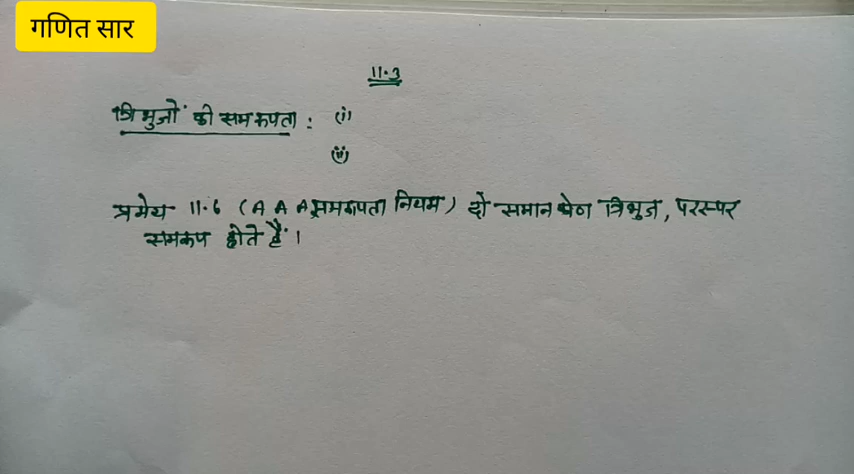 गणित सार
11.3
त्रिभुजों की समरूपता : (i)
(ii)
प्रमेय 11.6 (A A A समरूपता नियम) दो समान कोण त्रिभुज, परस्पर
समरूप होते हैं।